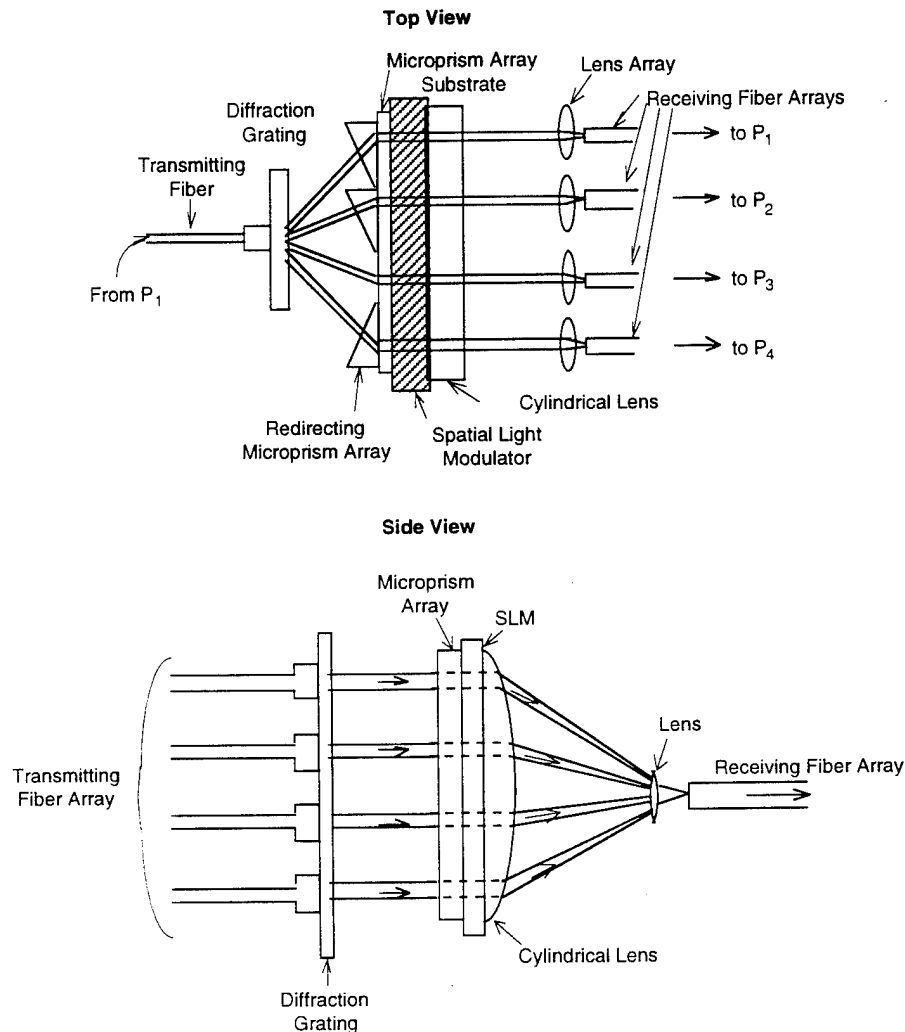 Top View
Microprism Array
Substrate
Lens Array
Diffraction
Grating
Receiving Fiber Arrays
to P1
Transmitting
Fiber
to P2
From P1
to P3
to P4
Redirecting
Microprism Array
Spatial Light
Modulator
Cylindrical Lens
Side View
Microprism
Array
SLM
Lens
Transmitting
Fiber Array
Receiving Fiber Array
Cylindrical Lens
Diffraction
Grating